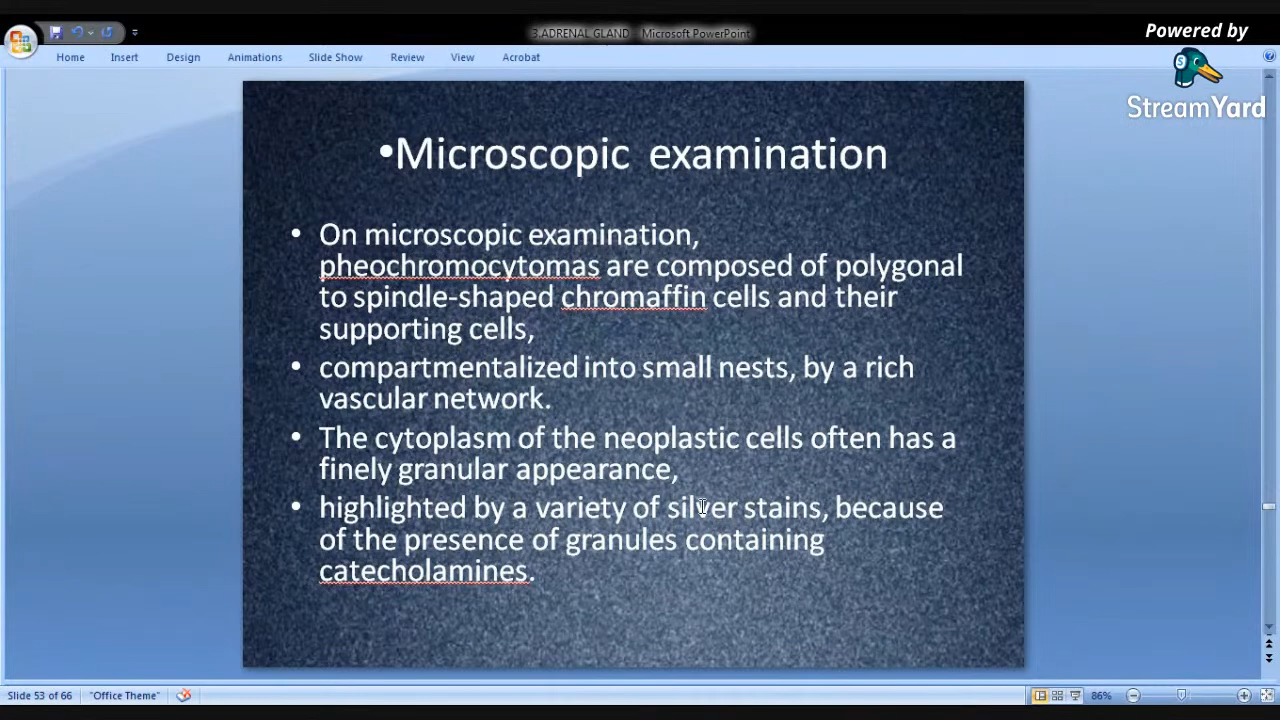 3.ADRENAL GLAND - Microsoft PowerPoint
Powered by
Home Insert Design Animations Slide Show Review View Acrobat
StreamYard
•Microscopic examination
• On microscopic examination,
pheochromocytomas are composed of polygonal
to spindle-shaped chromaffin cells and their
supporting cells,
• compartmentalized into small nests, by a rich
vascular network.
• The cytoplasm of the neoplastic cells often has a
finely granular appearance,
• highlighted by a variety of silver stains, because
of the presence of granules containing
catecholamines.
Slide 53 of 66 "Office Theme" 86%